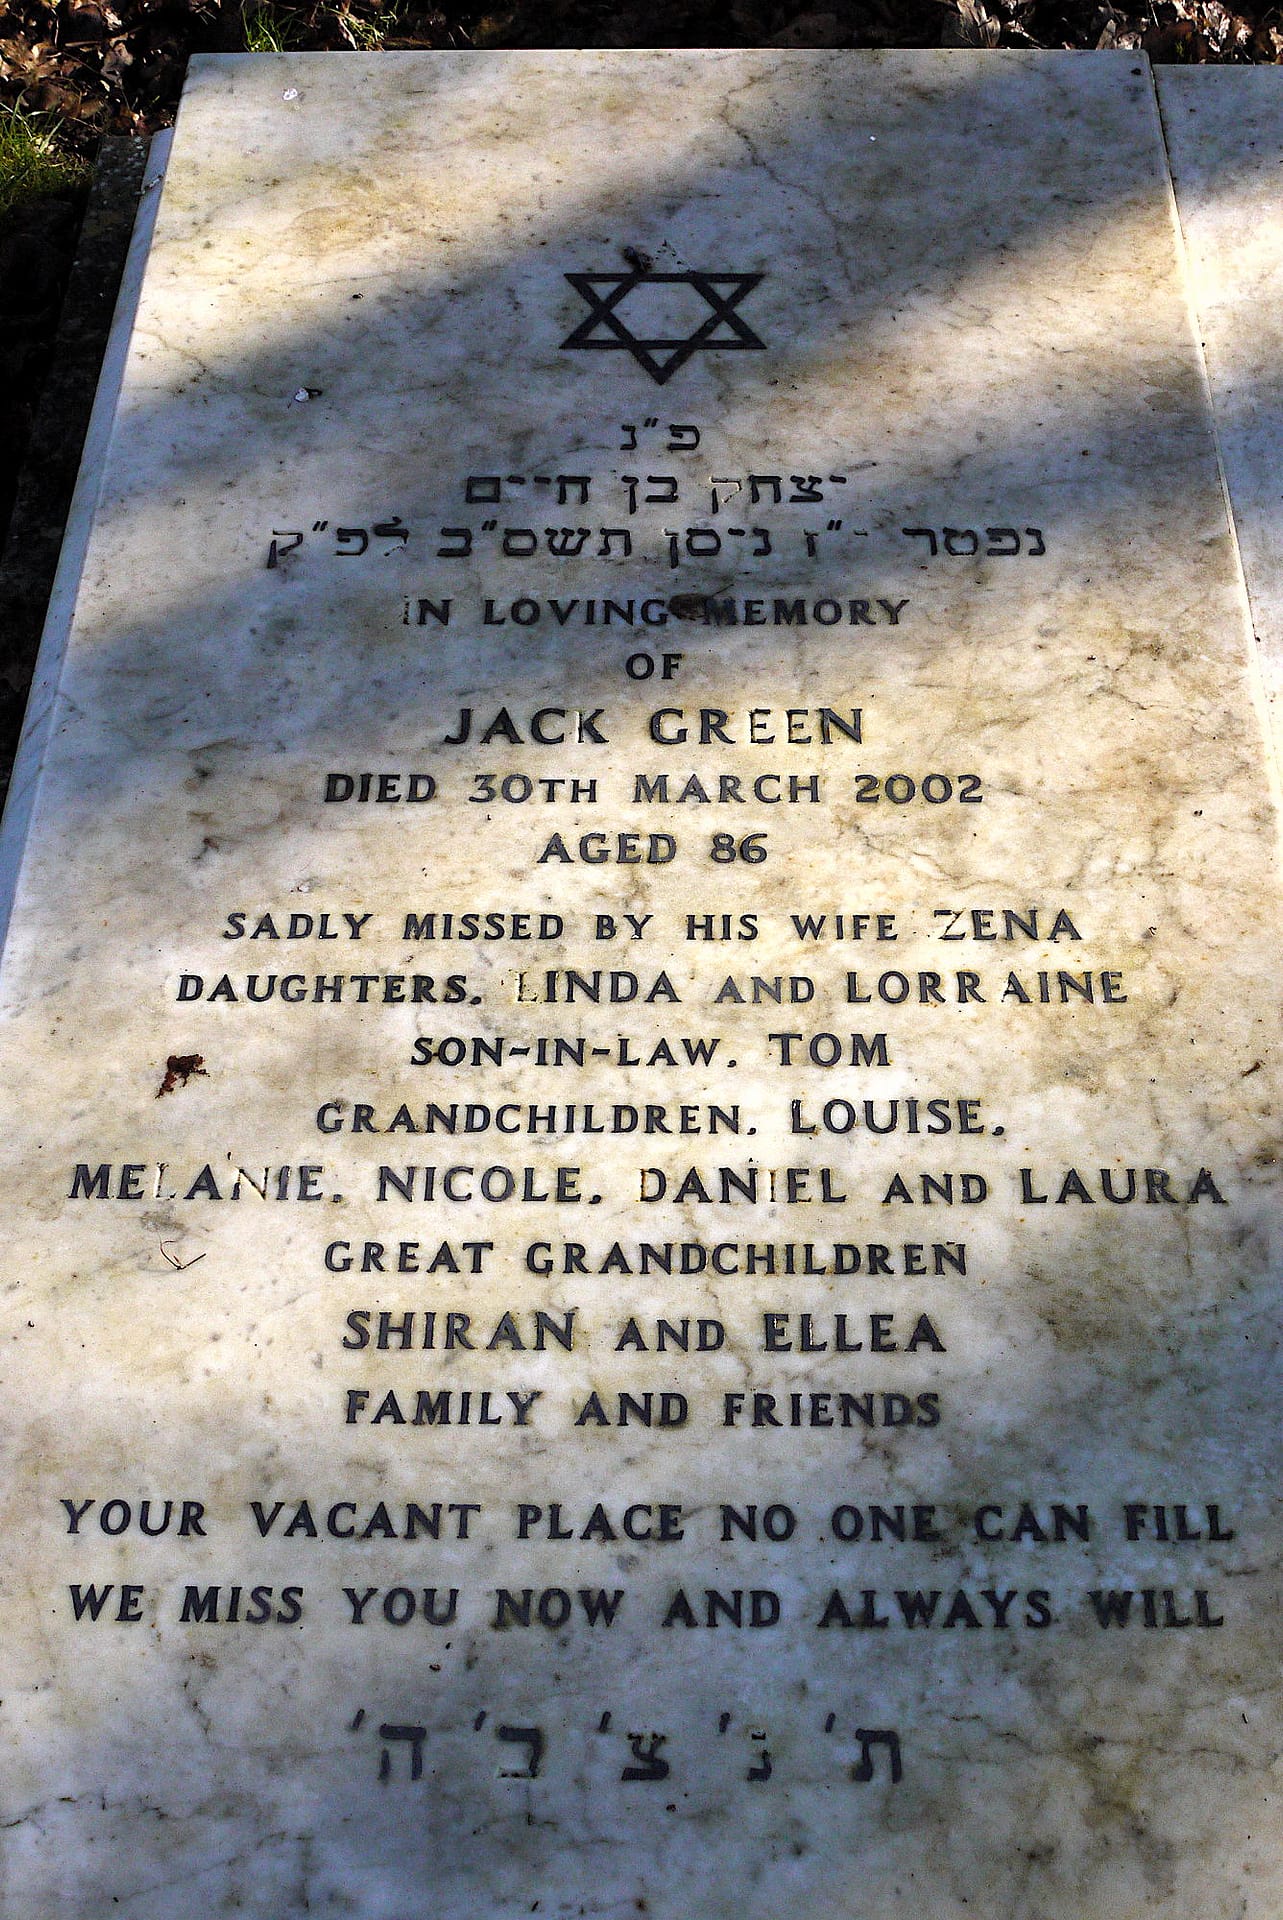 פ"נ
יצחק בן חיים
נפטר י"ז ניסן תשס"ב לפ"ק
IN LOVING MEMORY
OF
JACK GREEN
DIED 30TH MARCH 2002
AGED 86
SADLY MISSED BY HIS WIFE ZENA
DAUGHTERS, LINDA AND LORRAINE
SON-IN-LAW, TOM
GRANDCHILDREN, LOUISE,
MELANIE, NICOLE, DANIEL AND LAURA
GREAT GRANDCHILDREN
SHIRAN AND ELLEA
FAMILY AND FRIENDS
YOUR VACANT PLACE NO ONE CAN FILL
WE MISS YOU NOW AND ALWAYS WILL
ת' נ' צ' ב' ה'